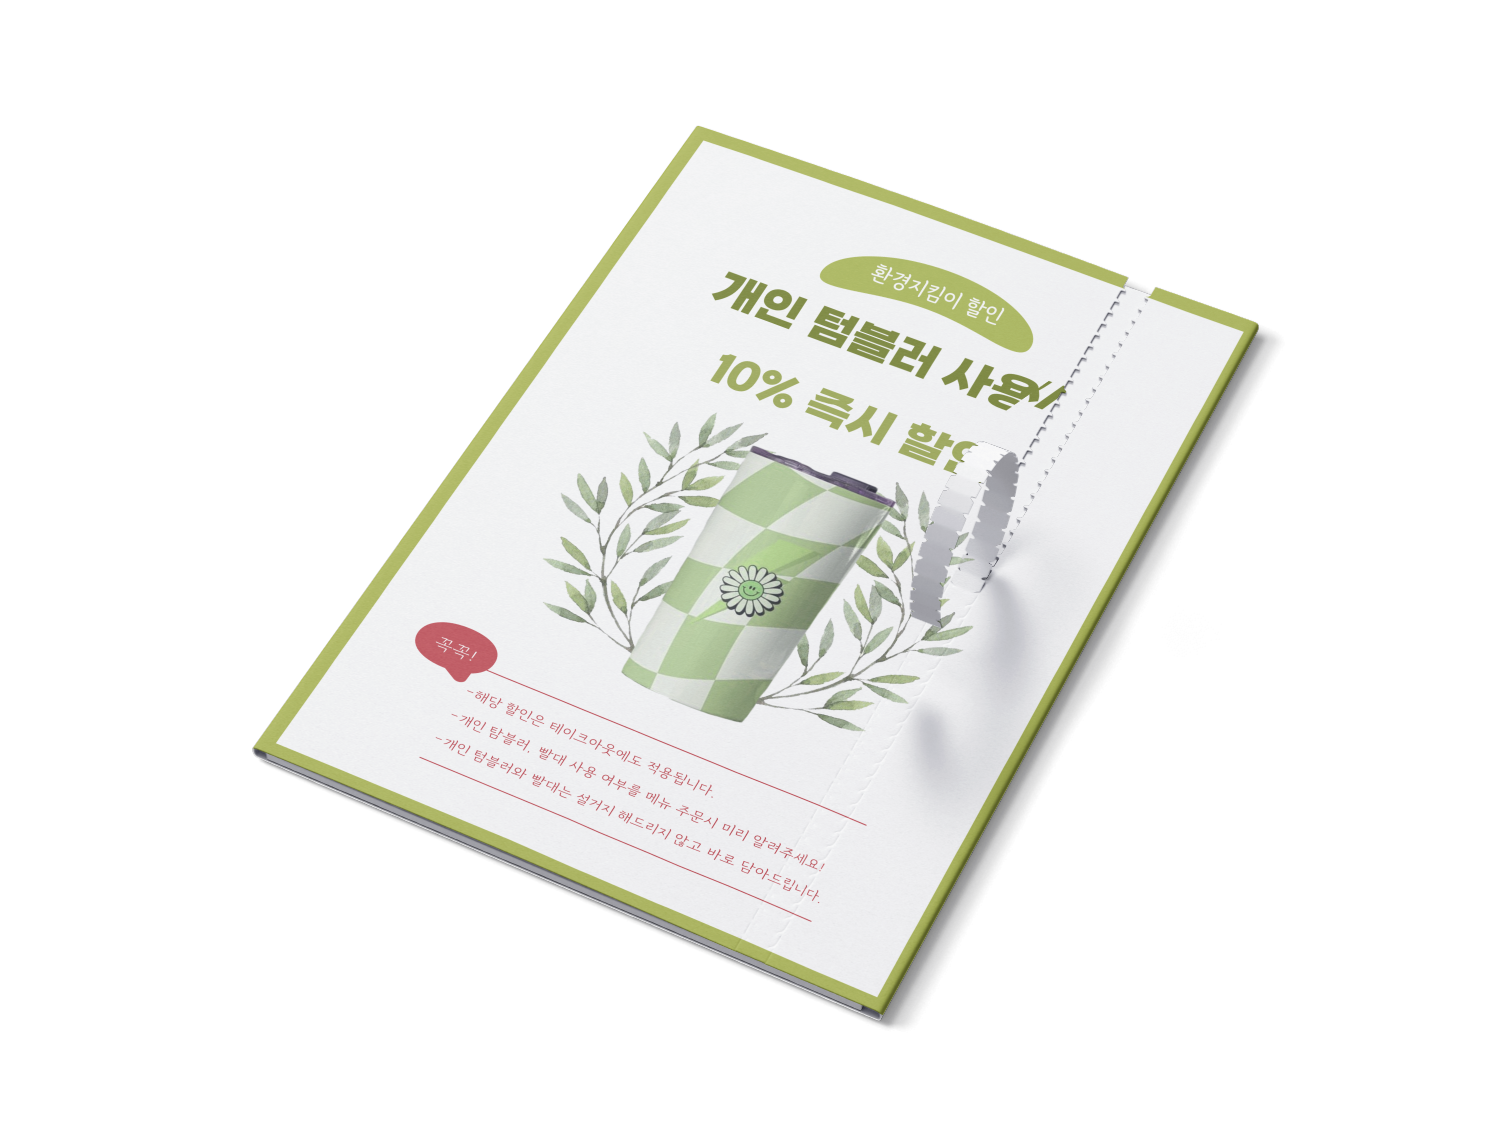 환경지킴이 할인
개인 텀블러 사용
10% 즉시 할인
꼭꼭!
-해당 할인은 테이크아웃에도 적용됩니다.
-개인 탐블러, 빨대 사용 여부를 메뉴 주문시 미리 알려주세요!
-개인 텀블러와 빨대는 설거지 해드리지 않고 바로 담아드립니다.